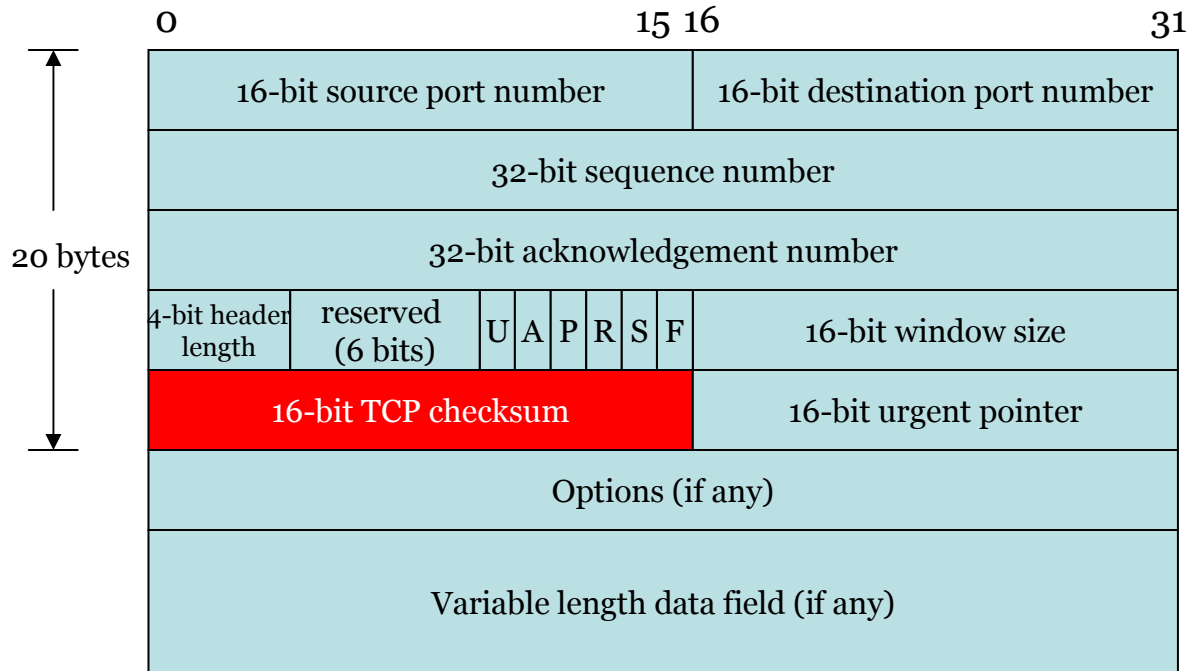 0 15 16 31
16-bit source port number 16-bit destination port number
32-bit sequence number
20 bytes
32-bit acknowledgement number
4-bit header
length
reserved
(6 bits)
U A P R S F
16-bit window size
16-bit TCP checksum 16-bit urgent pointer
Options (if any)
Variable length data field (if any)